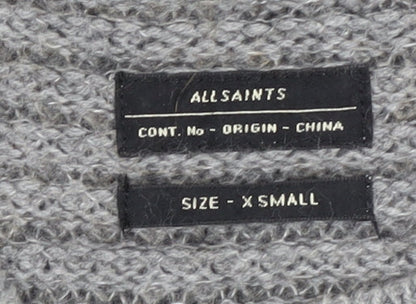 ALLSAINTS
CONT. No - ORIGIN - CHINA
SIZE - X SMALL